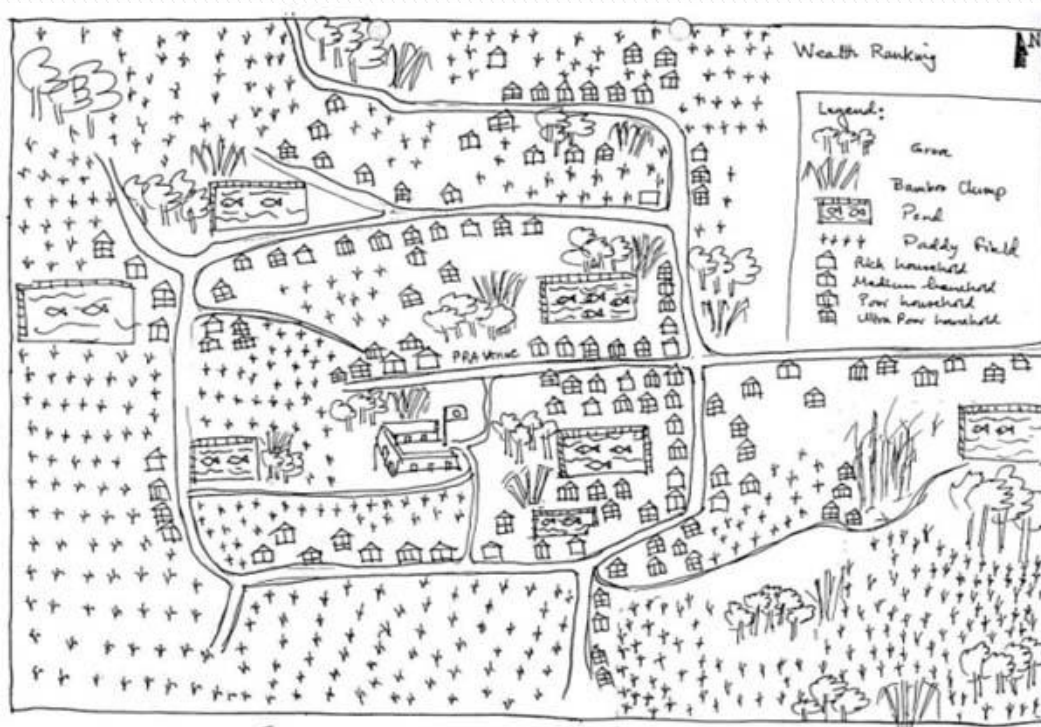 Wealth Ranking
N
Legend:
Grove
Bamboo Clump
Pond
Paddy Field
Rich household
Medium household
Poor household
Ultra Poor household
PRA Venue